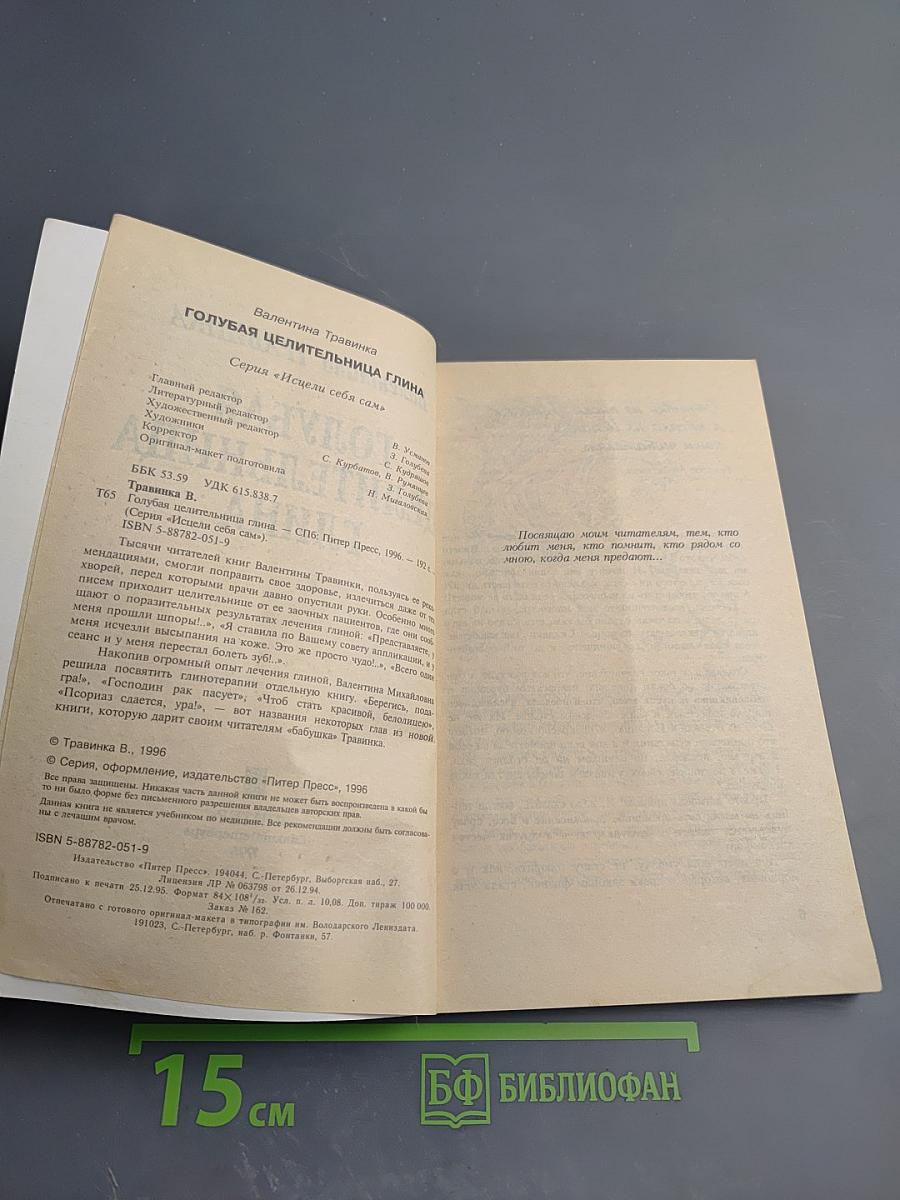 Валентина Травинка
ГОЛУБАЯ ЦЕЛИТЕЛЬНИЦА ГЛИНА
Серия «Исцели себя сам»
Главный редактор В. Усманов
Литературный редактор З. Голубева
Художественный редактор С. Кудряшов
Художники С. Курбатов, В. Румянцев
Корректор З. Голубева
Оригинал-макет подготовила Н. Мигаловская
ББК 53.59 УДК 615.838.7
Травинка В.
Т65 Голубая целительница глина. — СПб: Питер Пресс, 1996. — 192 с.
(Серия «Исцели себя сам»).
ISBN 5-88782-051-9
Тысячи читателей книг Валентины Травинки, пользуясь ее реко-
мендациями, смогли поправить свое здоровье, излечиться даже от тех
хворей, перед которыми врачи давно опустили руки. Особенно много
писем приходит целительнице от ее заочных пациентов, где они сооб-
щают о поразительных результатах лечения глиной: «Представляете, у
меня прошли шпоры!..», «Я ставила по Вашему совету аппликации, и у
меня исчезли высыпания на коже. Это же просто чудо!..», «Всего один
сеанс и у меня перестал болеть зуб!..».
Накопив огромный опыт лечения глиной, Валентина Михайловна
решила посвятить глинотерапии отдельную книгу. «Берегись, пода-
гра!», «Господин рак пасует», «Чтоб стать красивой, белолицею»,
«Псориаз сдается, ура!», — вот названия некоторых глав из новой
книги, которую дарит своим читателям «бабушка» Травинка.
© Травинка В., 1996
© Серия, оформление, издательство «Питер Пресс», 1996
Все права защищены. Никакая часть данной книги не может быть воспроизведена в какой бы
то ни было форме без письменного разрешения владельцев авторских прав.
Данная книга не является учебником по медицине. Все рекомендации должны быть согласова-
ны с лечащим врачом.
ISBN 5-88782-051-9
Издательство «Питер Пресс». 194044, С.-Петербург, Выборгская наб., 27.
Лицензия ЛР № 063798 от 26.12.94.
Подписано к печати 25.12.95. Формат 84×108¹/₃₂. Усл. п. л. 10,08. Доп. тираж 100 000.
Заказ № 162.
Отпечатано с готового оригинал-макета в типографии им. Володарского Лениздата.
191023, С.-Петербург, наб. р. Фонтанки, 57.
Посвящаю моим читателям, тем, кто
любит меня, кто помнит, кто рядом со
мною, когда меня предают...
15 см
БФ БИБЛИОФАН